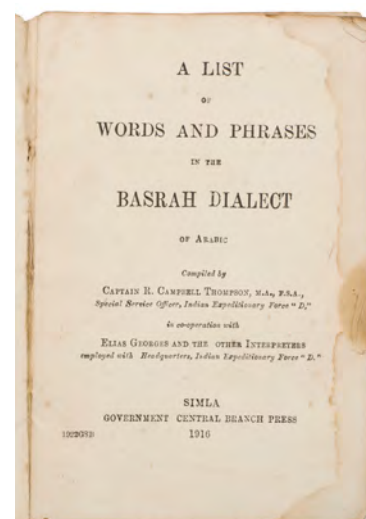 A LIST
OF
WORDS AND PHRASES
IN THE
BASRAH DIALECT
OF ARABIC
Compiled by
CAPTAIN R. CAMPBELL THOMPSON, M.A., F.S.A.,
Special Service Officer, Indian Expeditionary Force "D,"
in co-operation with
ELIAS GEORGES AND THE OTHER INTERPRETERS
employed with Headquarters, Indian Expeditionary Force "D."
SIMLA
GOVERNMENT CENTRAL BRANCH PRESS
1916